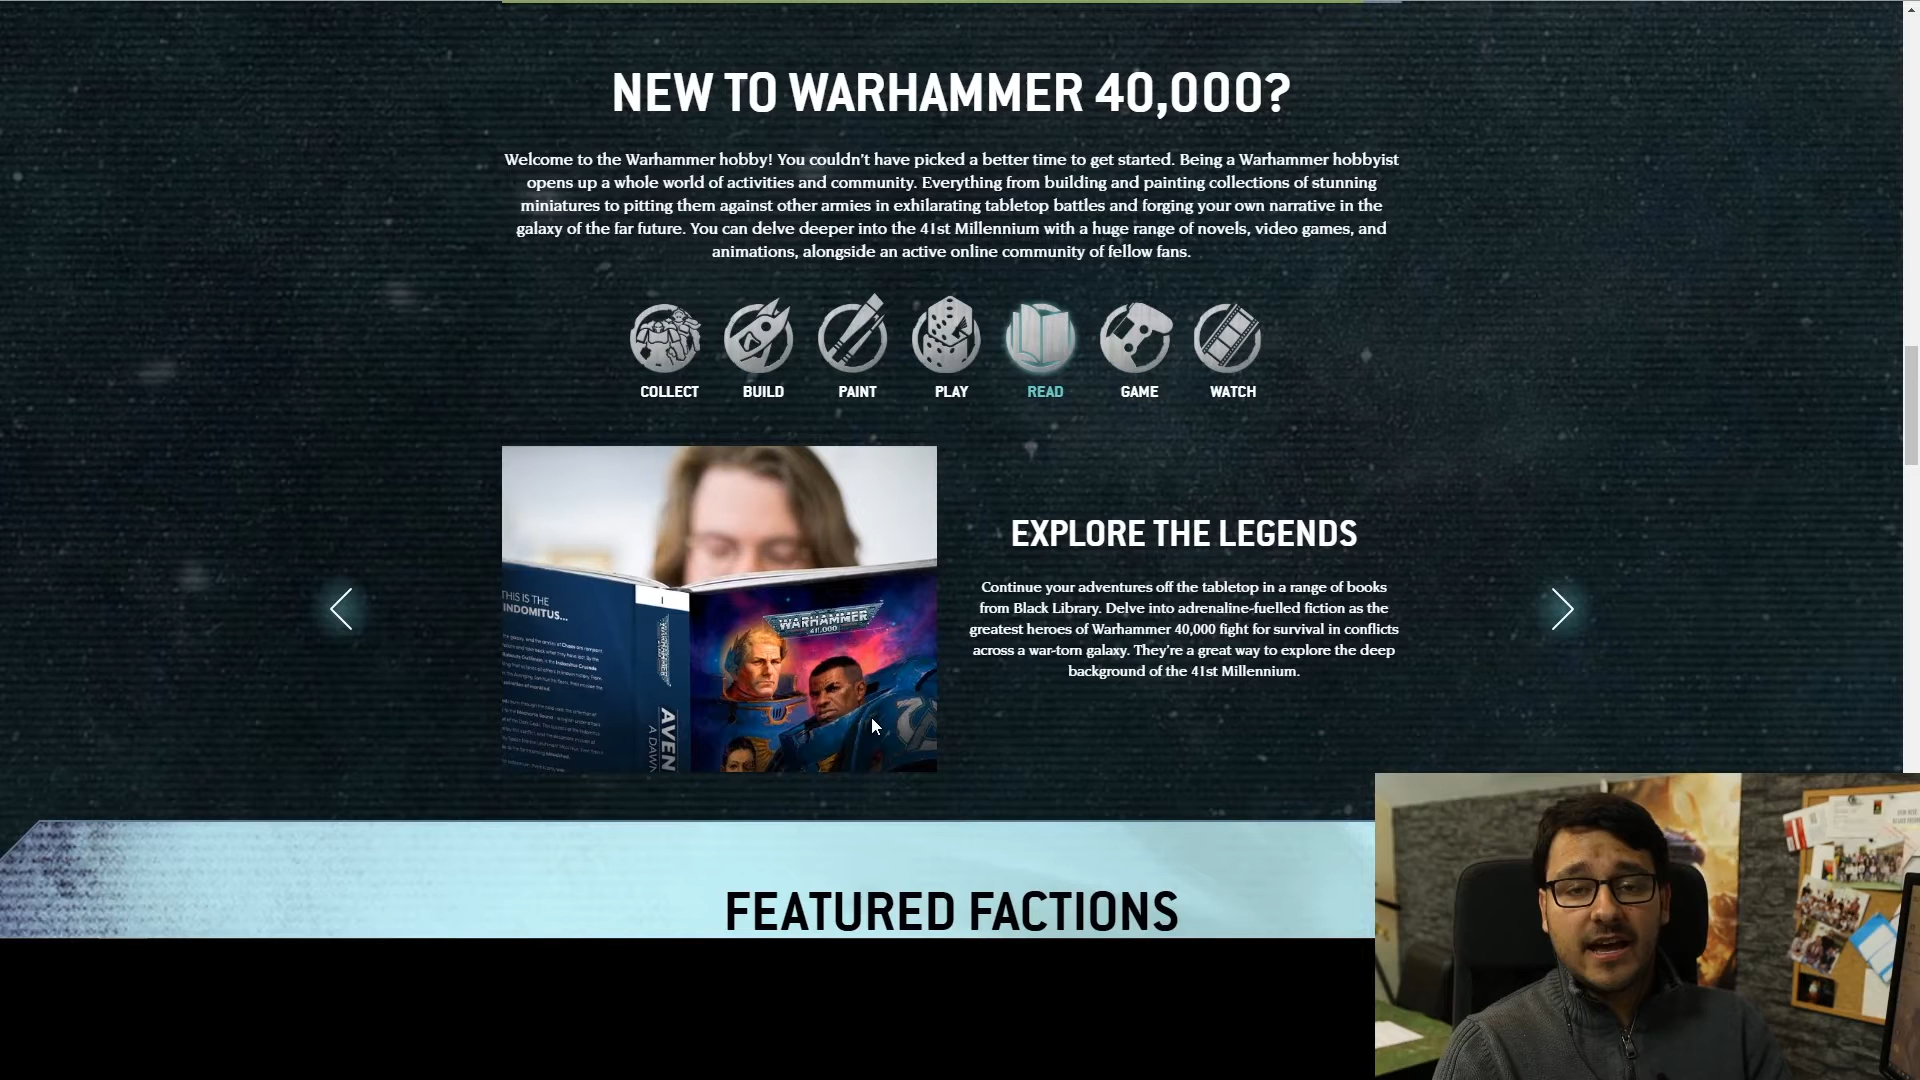 NEW TO WARHAMMER 40,000?
Welcome to the Warhammer hobby! You couldn't have picked a better time to get started. Being a Warhammer hobbyist
opens up a whole world of activities and community. Everything from building and painting collections of stunning
miniatures to pitting them against other armies in exhilarating tabletop battles and forging your own narrative in the
galaxy of the far future. You can delve deeper into the 41st Millennium with a huge range of novels, video games, and
animations, alongside an active online community of fellow fans.
COLLECT BUILD PAINT PLAY READ GAME WATCH
THIS IS THE
INDOMITUS...
WARHAMMER
40,000
WARHAMMER
AVEN
A DAWN
EXPLORE THE LEGENDS
Continue your adventures off the tabletop in a range of books
from Black Library. Delve into adrenaline-fuelled fiction as the
greatest heroes of Warhammer 40,000 fight for survival in conflicts
across a war-torn galaxy. They're a great way to explore the deep
background of the 41st Millennium.
FEATURED FACTIONS